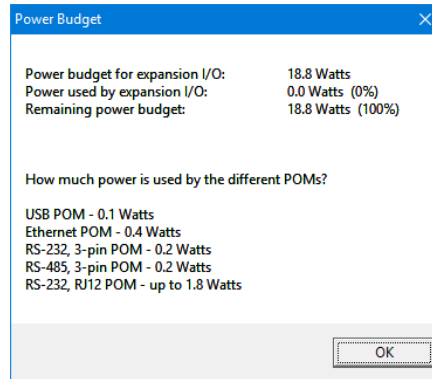 Power Budget
Power budget for expansion I/O: 18.8 Watts
Power used by expansion I/O: 0.0 Watts (0%)
Remaining power budget: 18.8 Watts (100%)
How much power is used by the different POMs?
USB POM - 0.1 Watts
Ethernet POM - 0.4 Watts
RS-232, 3-pin POM - 0.2 Watts
RS-485, 3-pin POM - 0.2 Watts
RS-232, RJ12 POM - up to 1.8 Watts
OK